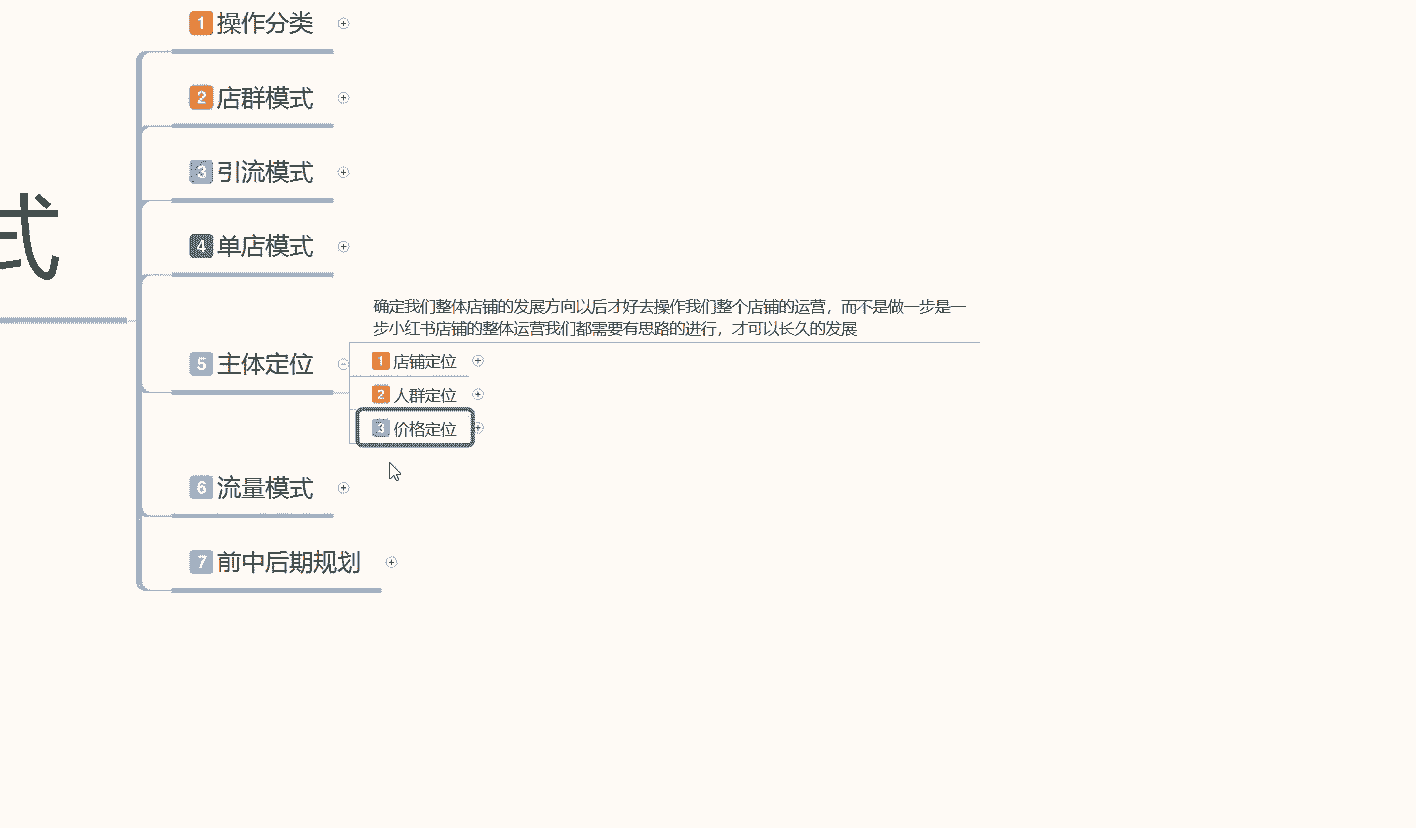 1 操作分类
2 店群模式
3 引流模式
式
4 单店模式
确定我们整体店铺的发展方向以后才好去操作我们整个店铺的运营，而不是做一步是一
步小红书店铺的整体运营我们都需要有思路的进行，才可以长久的发展
5 主体定位
1 店铺定位
2 人群定位
3 价格定位
6 流量模式
7 前中后期规划